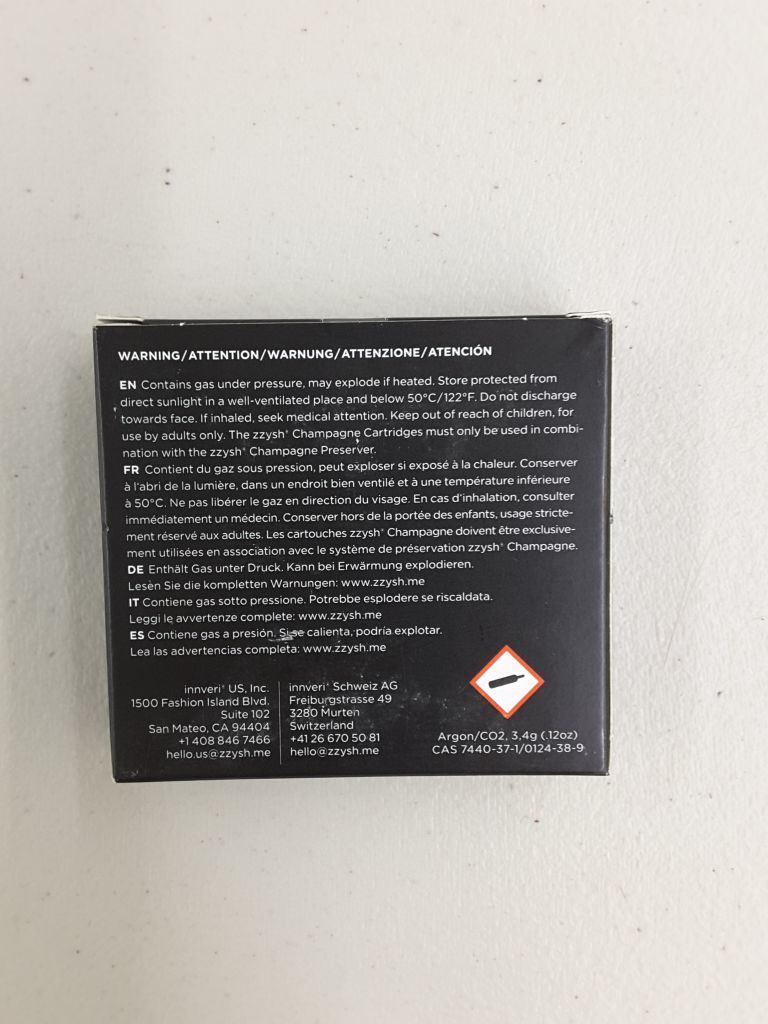 WARNING/ATTENTION/WARNUNG/ATTENZIONE/ATENCIÓN
EN Contains gas under pressure, may explode if heated. Store protected from
direct sunlight in a well-ventilated place and below 50°C/122°F. Do not discharge
towards face. If inhaled, seek medical attention. Keep out of reach of children, for
use by adults only. The zzysh® Champagne Cartridges must only be used in combi-
nation with the zzysh® Champagne Preserver.
FR Contient du gaz sous pression, peut exploser si exposé à la chaleur. Conserver
à l'abri de la lumière, dans un endroit bien ventilé et à une température inférieure
à 50°C. Ne pas libérer le gaz en direction du visage. En cas d'inhalation, consulter
immédiatement un médecin. Conserver hors de la portée des enfants, usage stricte-
ment réservé aux adultes. Les cartouches zzysh® Champagne doivent être exclusive-
ment utilisées en association avec le système de préservation zzysh® Champagne.
DE Enthält Gas unter Druck. Kann bei Erwärmung explodieren.
Lesen Sie die kompletten Warnungen: www.zzysh.me
IT Contiene gas sotto pressione. Potrebbe esplodere se riscaldata.
Leggi le avvertenze complete: www.zzysh.me
ES Contiene gas a presión. Si se calienta, podría explotar.
Lea las advertencias completa: www.zzysh.me
innveri® US, Inc.
1500 Fashion Island Blvd,
Suite 102
San Mateo, CA 94404
+1 408 846 7466
hello.us@zzysh.me
innveri® Schweiz AG
Freiburgstrasse 49
3280 Murten
Switzerland
+41 26 670 50 81
hello@zzysh.me
Argon/CO2, 3,4g (.12oz)
CAS 7440-37-1/0124-38-9